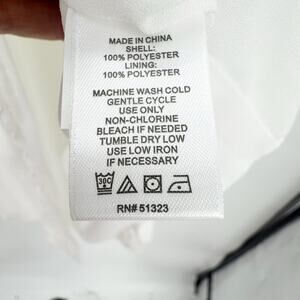 MADE IN CHINA
SHELL:
100% POLYESTER
LINING:
100% POLYESTER
MACHINE WASH COLD
GENTLE CYCLE
USE ONLY
NON-CHLORINE
BLEACH IF NEEDED
TUMBLE DRY LOW
USE LOW IRON
IF NECESSARY
30C
RN# 51323